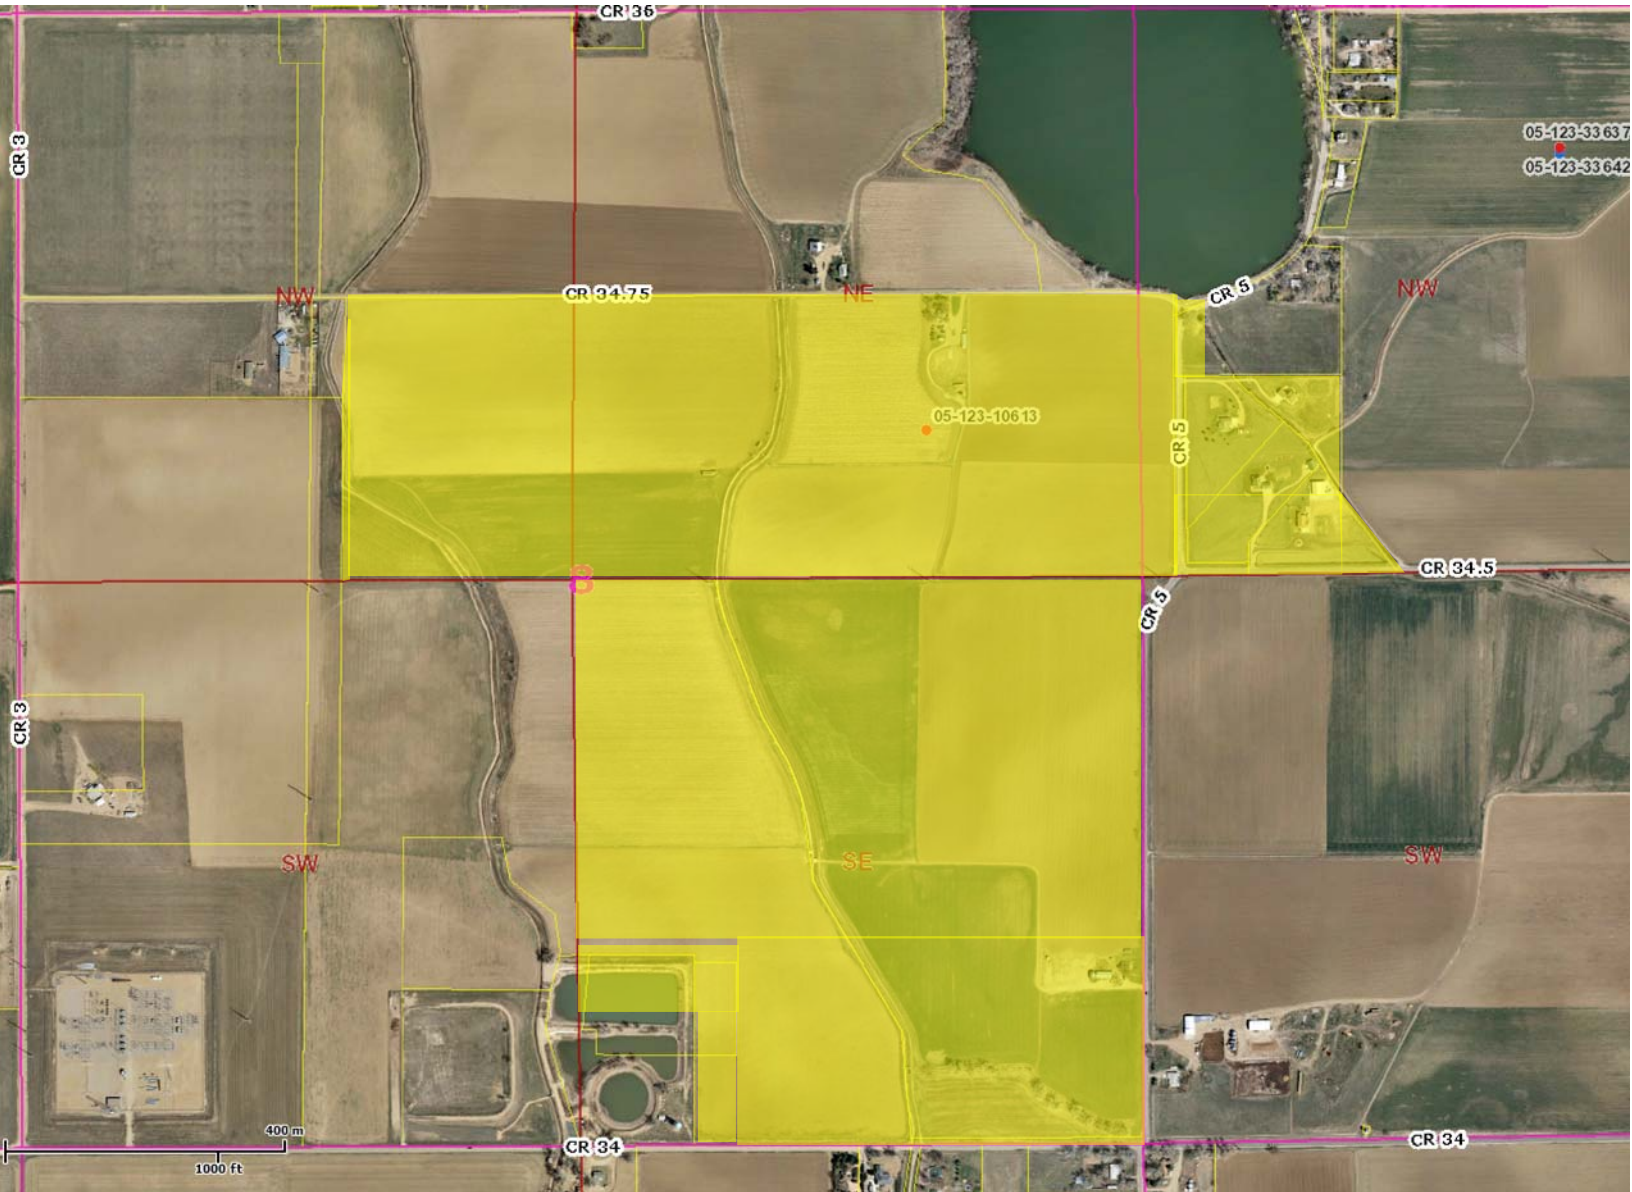 CR 36
05-123-33637
CR 3
05-123-33642
NW
CR 34.75
NE
CR 5
NW
05-123-10613
CR 5
CR 34.5
8
CR 5
CR 3
SW
SE
SW
400 m
CR 34
CR 34
1000 ft